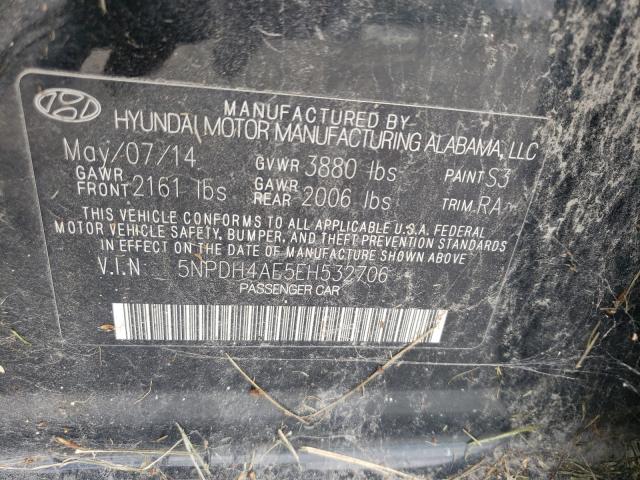 MANUFACTURED BY
HYUNDAI MOTOR MANUFACTURING ALABAMA, LLC
May/07/14 GVWR 3880 lbs PAINT S3
GAWR FRONT 2161 lbs GAWR REAR 2006 lbs TRIM RA
THIS VEHICLE CONFORMS TO ALL APPLICABLE U.S.A. FEDERAL
MOTOR VEHICLE SAFETY, BUMPER, AND THEFT PREVENTION STANDARDS
IN EFFECT ON THE DATE OF MANUFACTURE SHOWN ABOVE.
V.I.N: 5NPDH4AE5EH532706
PASSENGER CAR